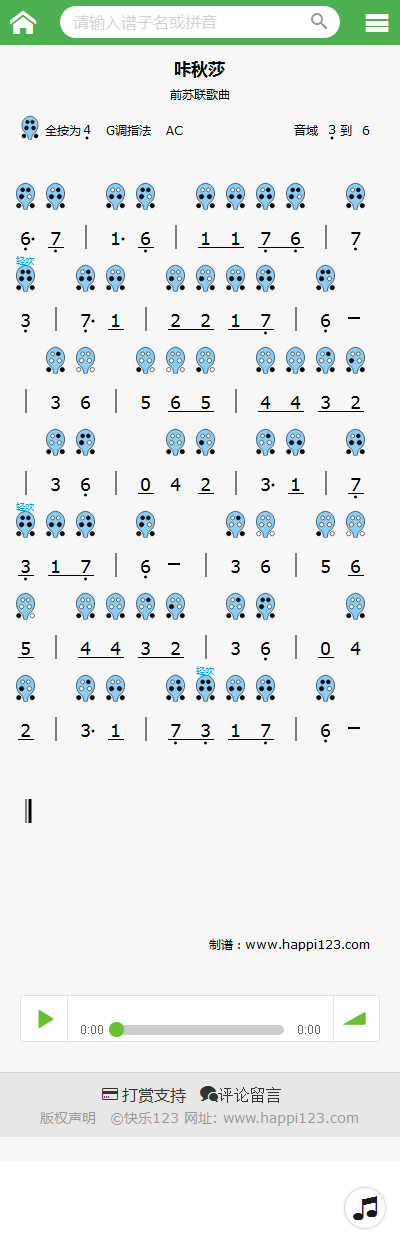 请输入谱子名或拼音
咔秋莎
前苏联歌曲
全按为 4̣ G调指法 AC 音域 3̣ 到 6
6̣· 7̣ | 1· 6̣ | 1 1 7̣ 6̣ | 7̣
轻吹
3̣ | 7̣· 1 | 2 2 1 7̣ | 6̣ –
| 3 6 | 5 6 5 | 4 4 3 2
| 3 6̣ | 0 4 2 | 3· 1 | 7̣
轻吹
3̣ 1 7̣ | 6̣ – | 3 6 | 5 6
5 | 4 4 3 2 | 3 6̣ | 0 4
轻吹
2 | 3· 1 | 7̣ 3̣ 1 7̣ | 6̣ –
‖
制谱：www.happi123.com
0:00 0:00
打赏支持 评论留言
版权声明 ©快乐123 网址: www.happi123.com